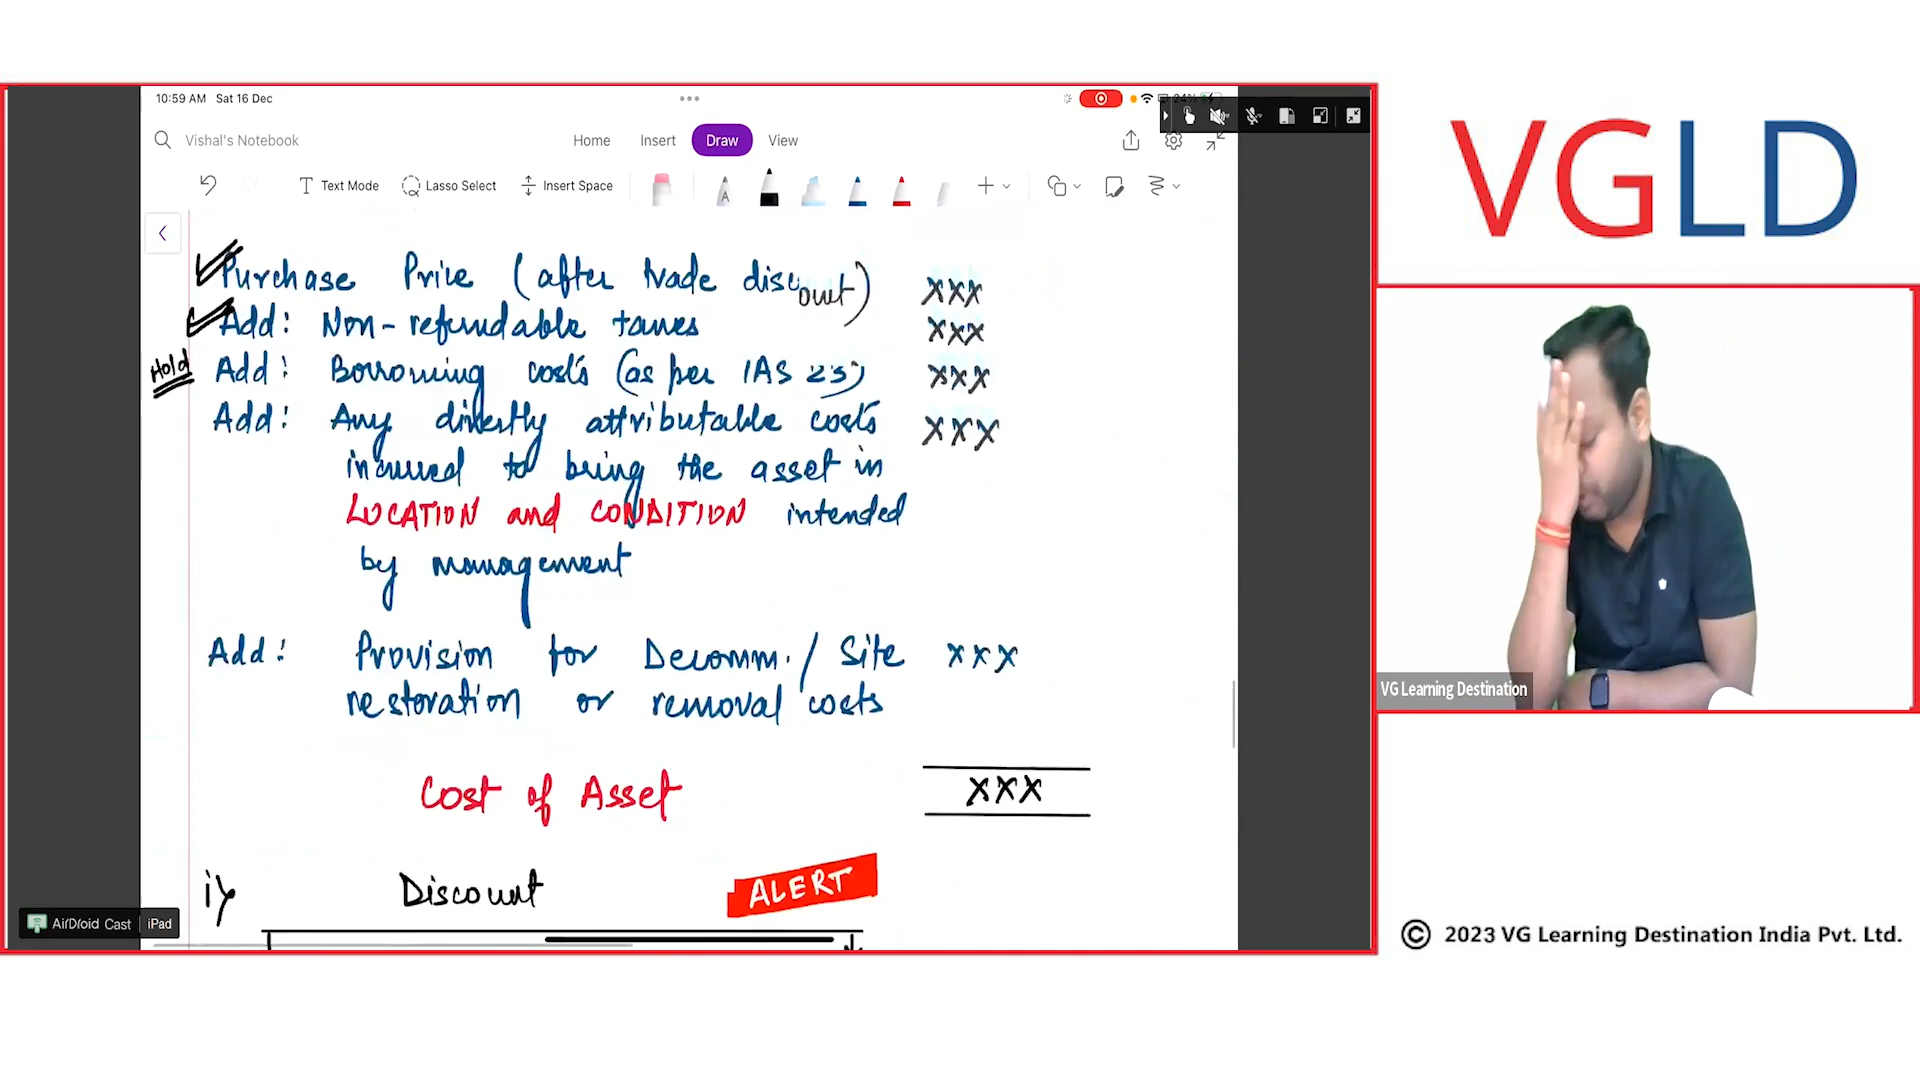 10:59 AM Sat 16 Dec
24%
Vishal's Notebook
Home Insert Draw View
Text Mode Lasso Select Insert Space
A
Purchase Price (after trade discount) xxx
Add: Non-refundable taxes xxx
Hold Add: Borrowing costs (as per IAS 23) xxx
Add: Any directly attributable costs xxx
incurred to bring the asset in
LOCATION and CONDITION intended
by management
Add: Provision for Decomm. / Site xxx
restoration or removal costs
Cost of Asset xxx
i) Discount ALERT
AirDroid Cast iPad
VGLD
VG Learning Destination
© 2023 VG Learning Destination India Pvt. Ltd.